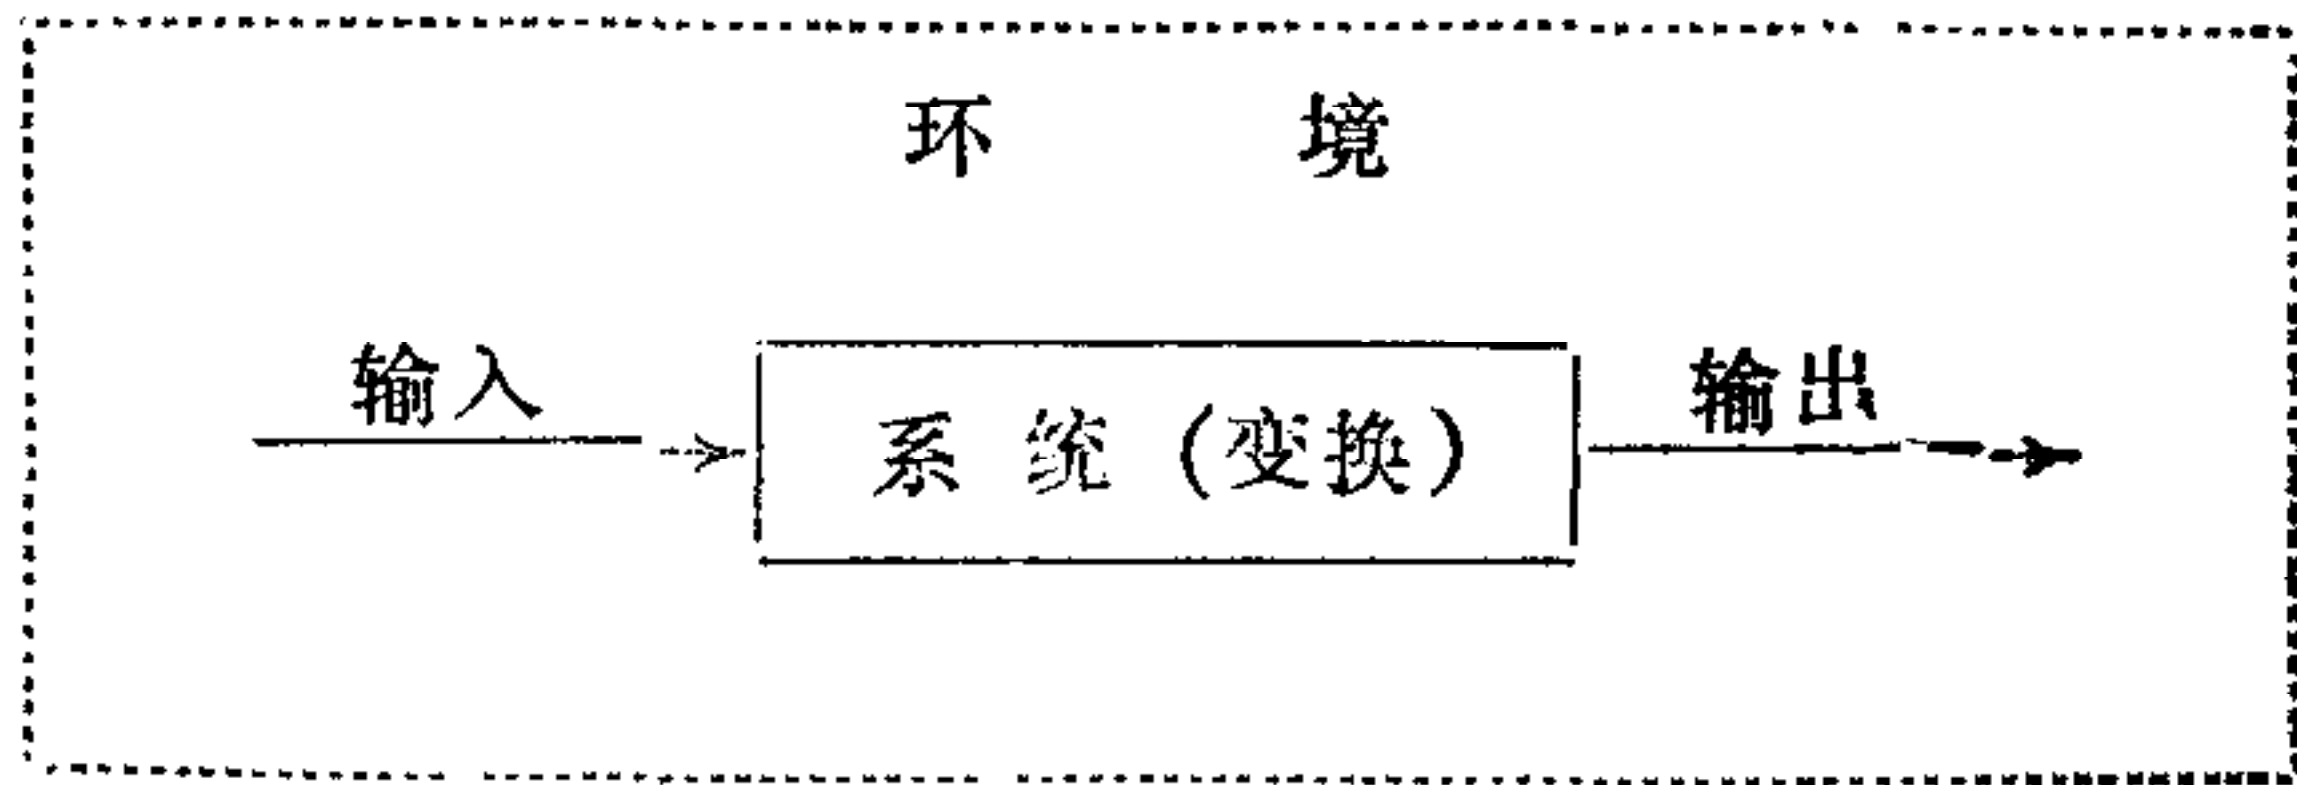 环 境
输入
系 统 (变换)
输出